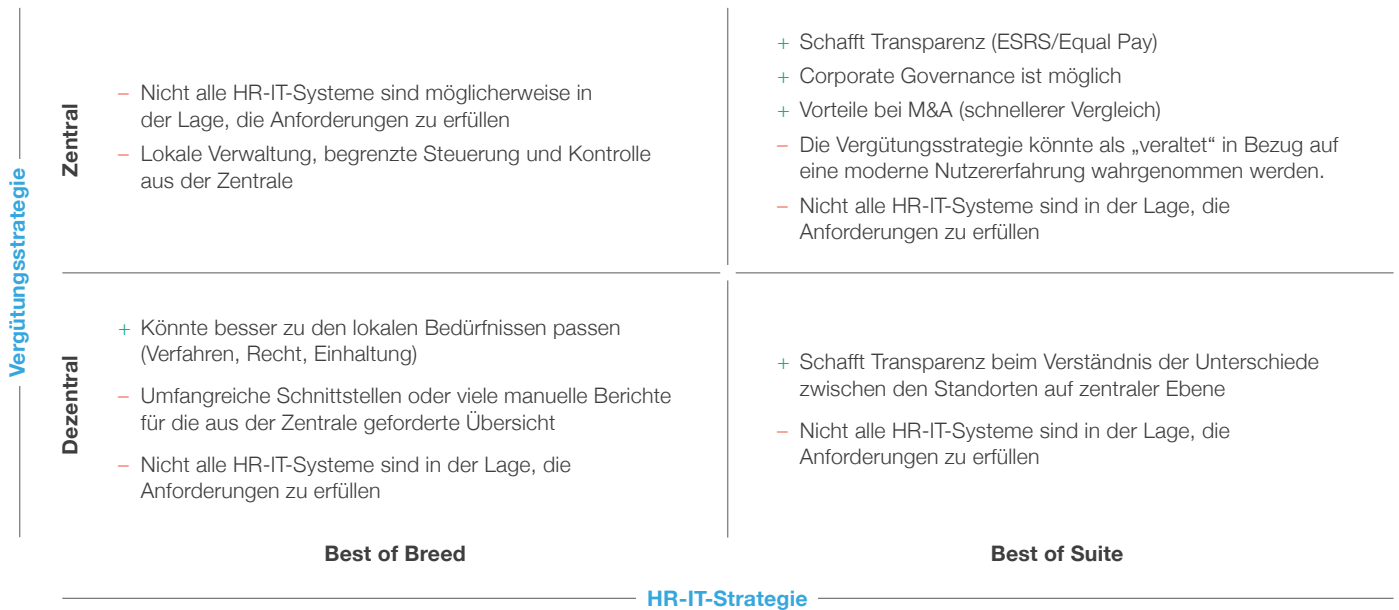 Vergütungsstrategie
Zentral
– Nicht alle HR-IT-Systeme sind möglicherweise in
der Lage, die Anforderungen zu erfüllen
– Lokale Verwaltung, begrenzte Steuerung und Kontrolle
aus der Zentrale
+ Schafft Transparenz (ESRS/Equal Pay)
+ Corporate Governance ist möglich
+ Vorteile bei M&A (schnellerer Vergleich)
– Die Vergütungsstrategie könnte als „veraltet“ in Bezug auf
eine moderne Nutzererfahrung wahrgenommen werden.
– Nicht alle HR-IT-Systeme sind in der Lage, die
Anforderungen zu erfüllen
Dezentral
+ Könnte besser zu den lokalen Bedürfnissen passen
(Verfahren, Recht, Einhaltung)
– Umfangreiche Schnittstellen oder viele manuelle Berichte
für die aus der Zentrale geforderte Übersicht
– Nicht alle HR-IT-Systeme sind in der Lage, die
Anforderungen zu erfüllen
+ Schafft Transparenz beim Verständnis der Unterschiede
zwischen den Standorten auf zentraler Ebene
– Nicht alle HR-IT-Systeme sind in der Lage, die
Anforderungen zu erfüllen
Best of Breed
Best of Suite
HR-IT-Strategie